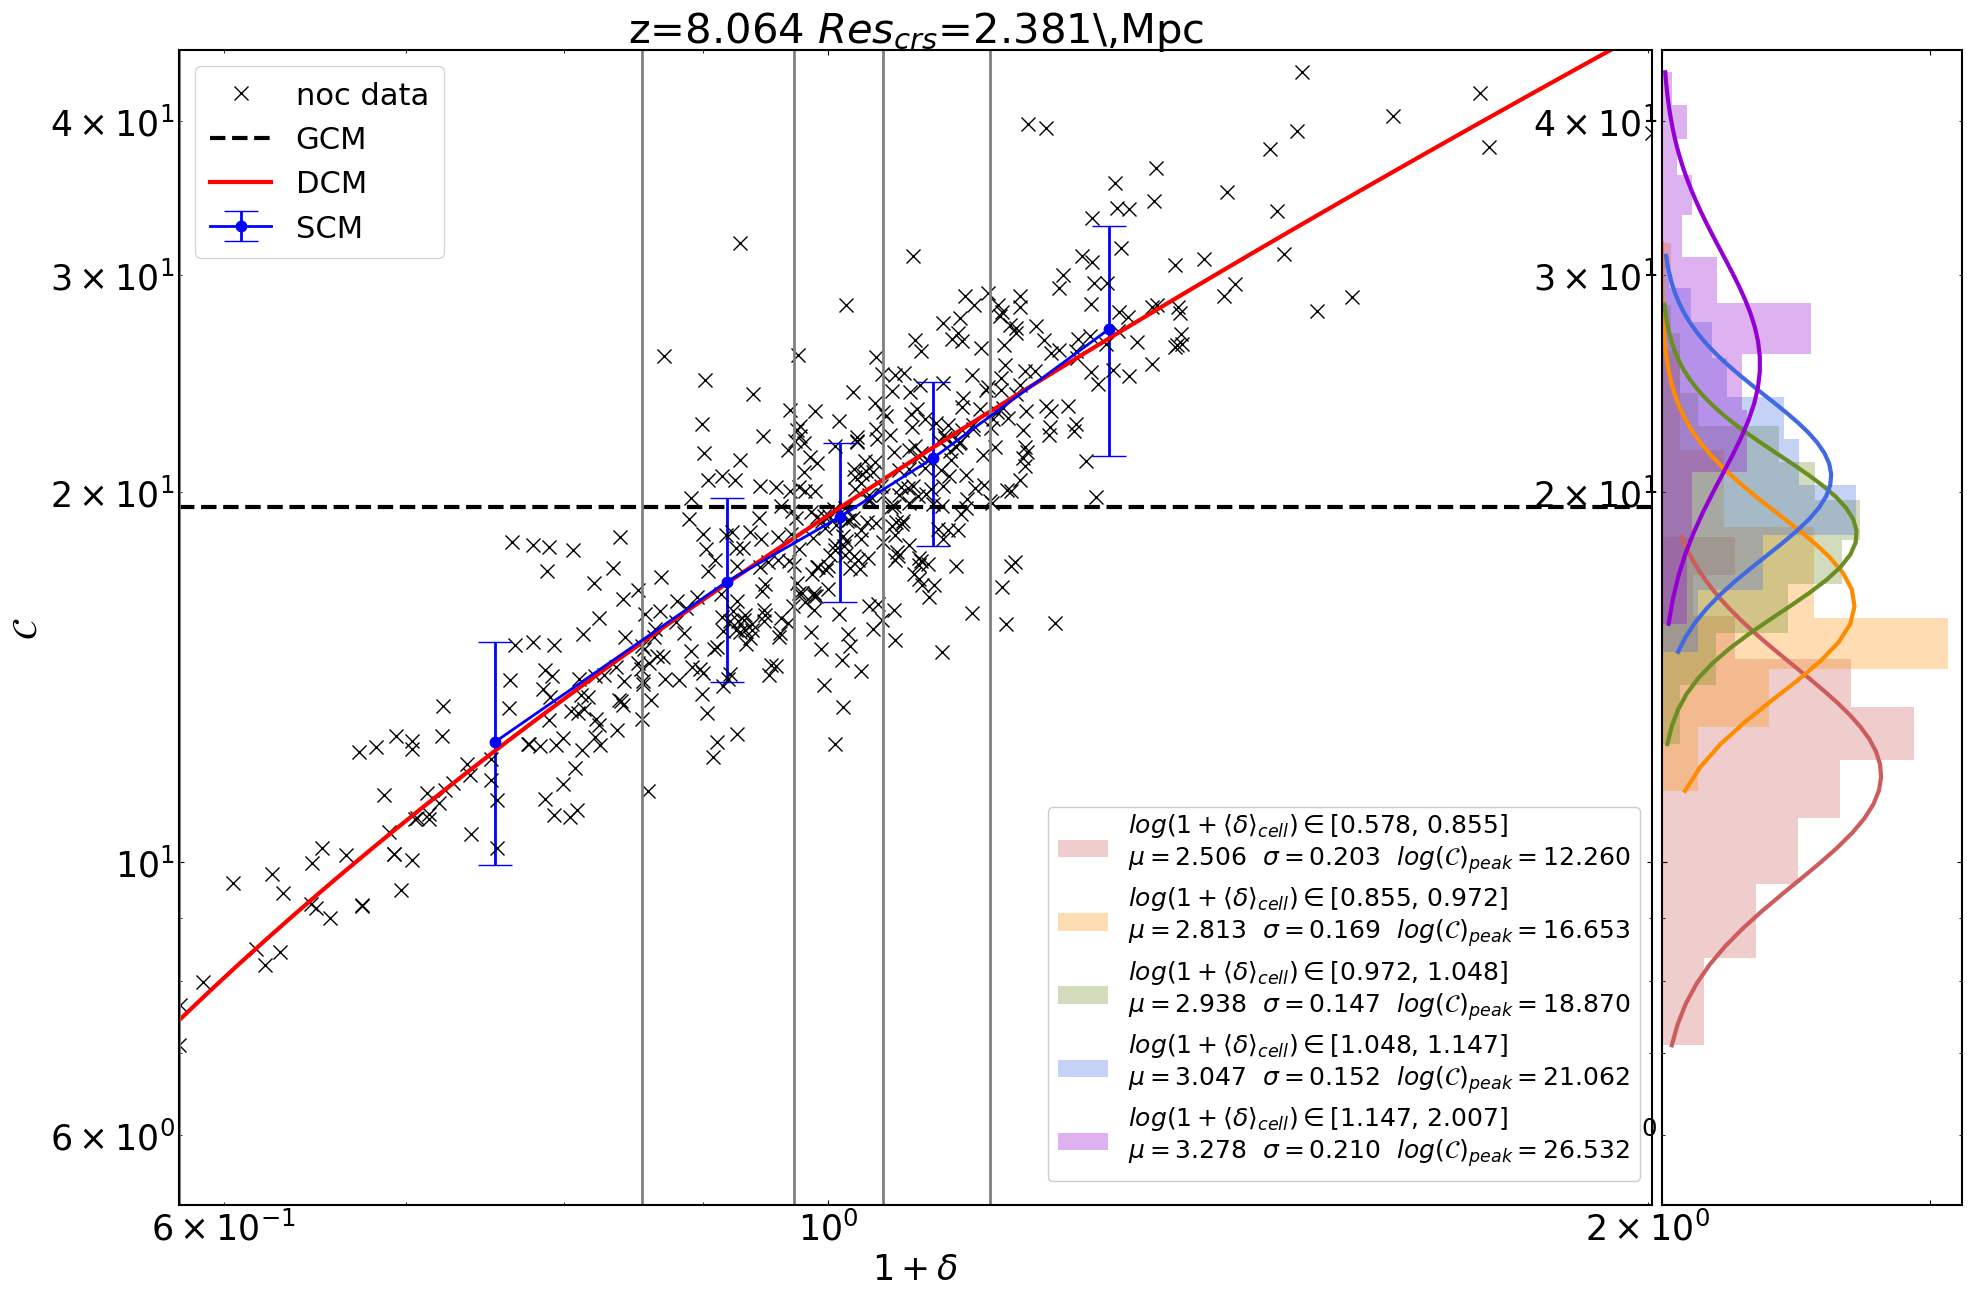 z=8.064 Res_crs=2.381\,Mpc
noc data
GCM
DCM
SCM
4 × 10¹
3 × 10¹
2 × 10¹
10¹
6 × 10⁰
𝒞
4 × 10¹
3 × 10¹
2 × 10¹
0
log(1 + ⟨δ⟩_cell) ∈ [0.578, 0.855]
μ = 2.506 σ = 0.203 log(𝒞)_peak = 12.260
log(1 + ⟨δ⟩_cell) ∈ [0.855, 0.972]
μ = 2.813 σ = 0.169 log(𝒞)_peak = 16.653
log(1 + ⟨δ⟩_cell) ∈ [0.972, 1.048]
μ = 2.938 σ = 0.147 log(𝒞)_peak = 18.870
log(1 + ⟨δ⟩_cell) ∈ [1.048, 1.147]
μ = 3.047 σ = 0.152 log(𝒞)_peak = 21.062
log(1 + ⟨δ⟩_cell) ∈ [1.147, 2.007]
μ = 3.278 σ = 0.210 log(𝒞)_peak = 26.532
6 × 10⁻¹
10⁰
2 × 10⁰
1 + δ